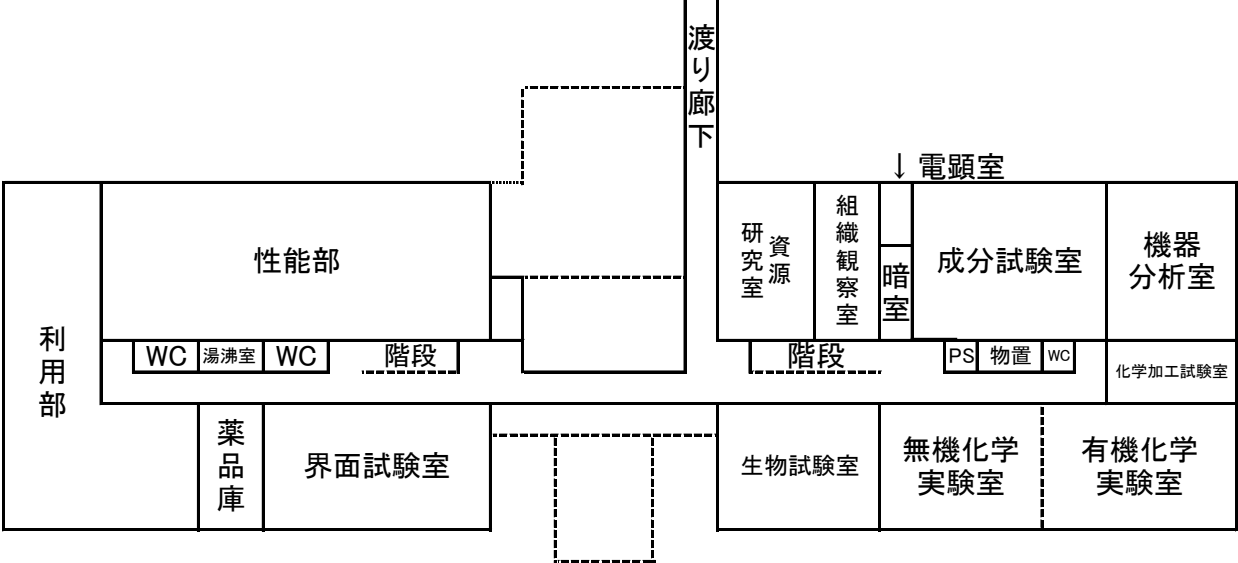 渡り廊下
↓電顕室
性能部
資源
研究室
組織観察室
暗室
成分試験室
機器
分析室
利用部
WC
湯沸室
WC
階段
階段
PS
物置
WC
化学加工試験室
薬品庫
界面試験室
生物試験室
無機化学
実験室
有機化学
実験室